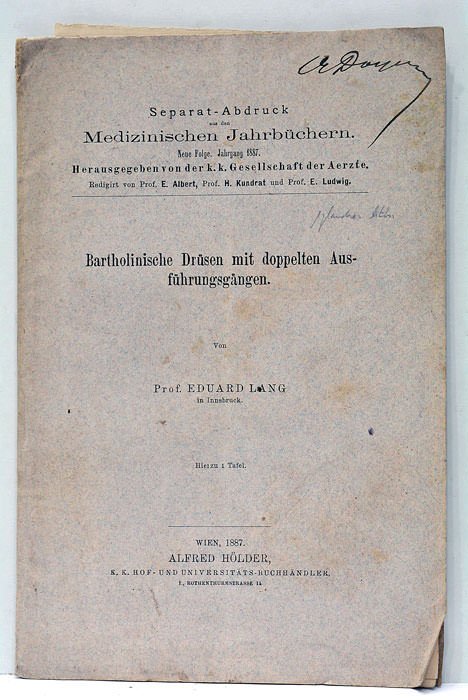 Separat-Abdruck
aus den
Medizinischen Jahrbüchern.
Neue Folge. Jahrgang 1887.
Herausgegeben von der k. k. Gesellschaft der Aerzte.
Redigirt von Prof. E. Albert, Prof. H. Kundrat und Prof. E. Ludwig.
Bartholinische Drüsen mit doppelten Aus-
führungsgängen.
Von
Prof. EDUARD LANG
in Innsbruck.
Hiezu 1 Tafel.
WIEN, 1887.
ALFRED HÖLDER,
K. K. HOF- UND UNIVERSITÄTS-BUCHHÄNDLER,
I., ROTHENTHURMSTRASSE 15.